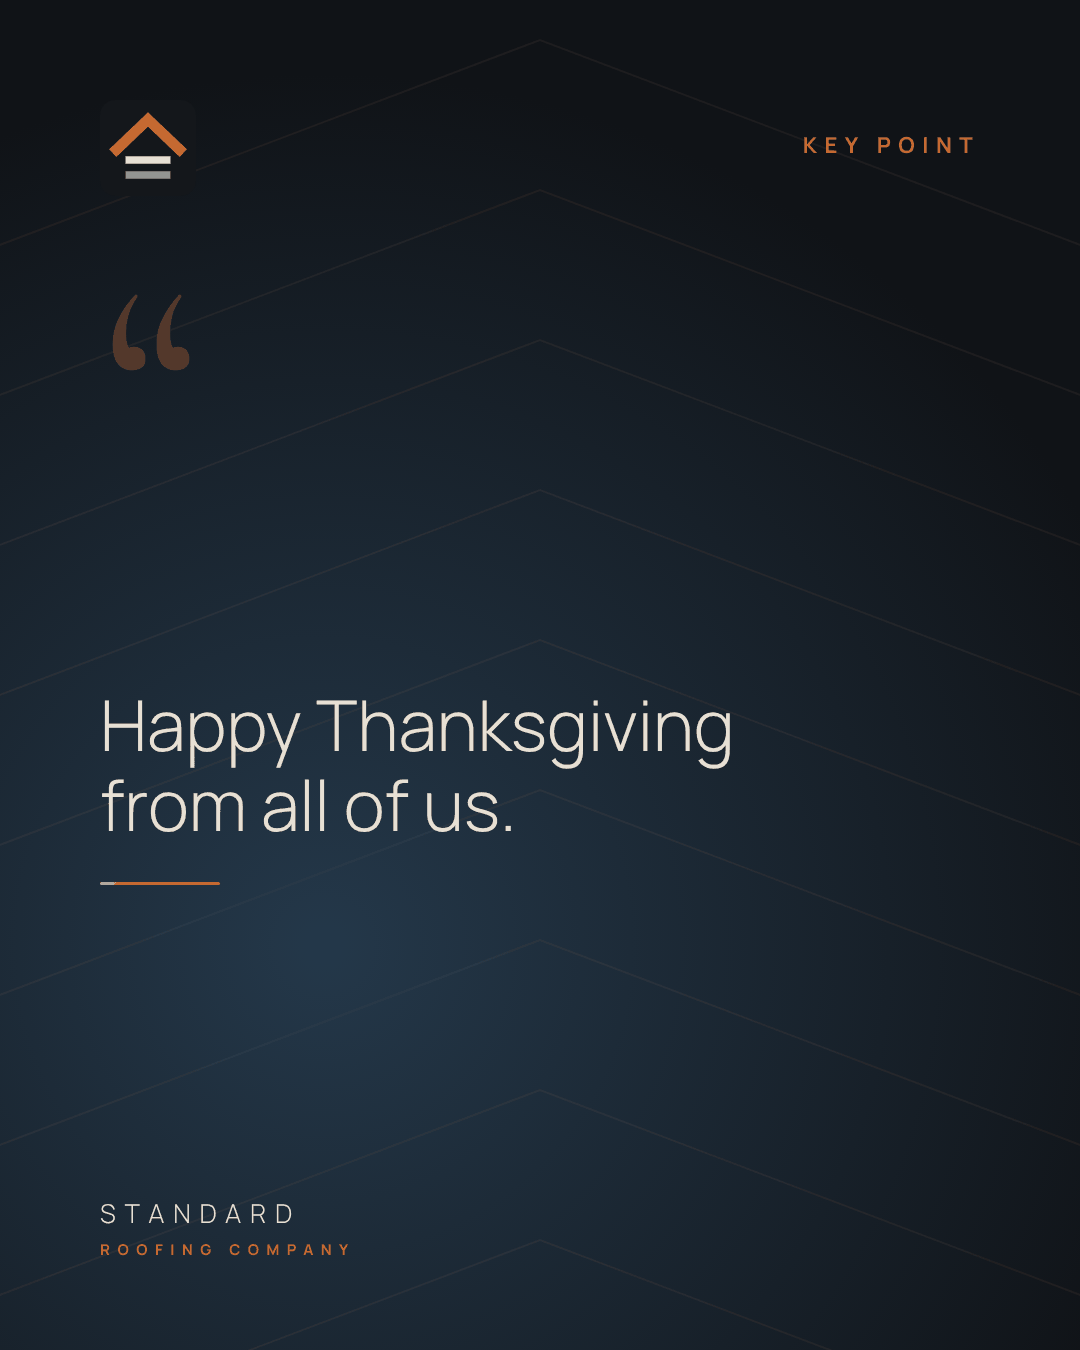 KEY POINT
“
Happy Thanksgiving
from all of us.
STANDARD
ROOFING COMPANY